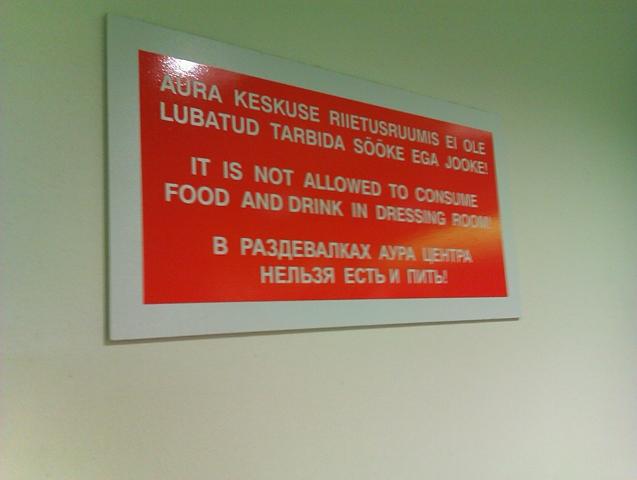 AURA KESKUSE RIIETUSRUUMIS EI OLE
LUBATUD TARBIDA SÖÖKE EGA JOOKE!
IT IS NOT ALLOWED TO CONSUME
FOOD AND DRINK IN DRESSING ROOM!
В РАЗДЕВАЛКАХ АУРА ЦЕНТРА
НЕЛЬЗЯ ЕСТЬ И ПИТЬ!